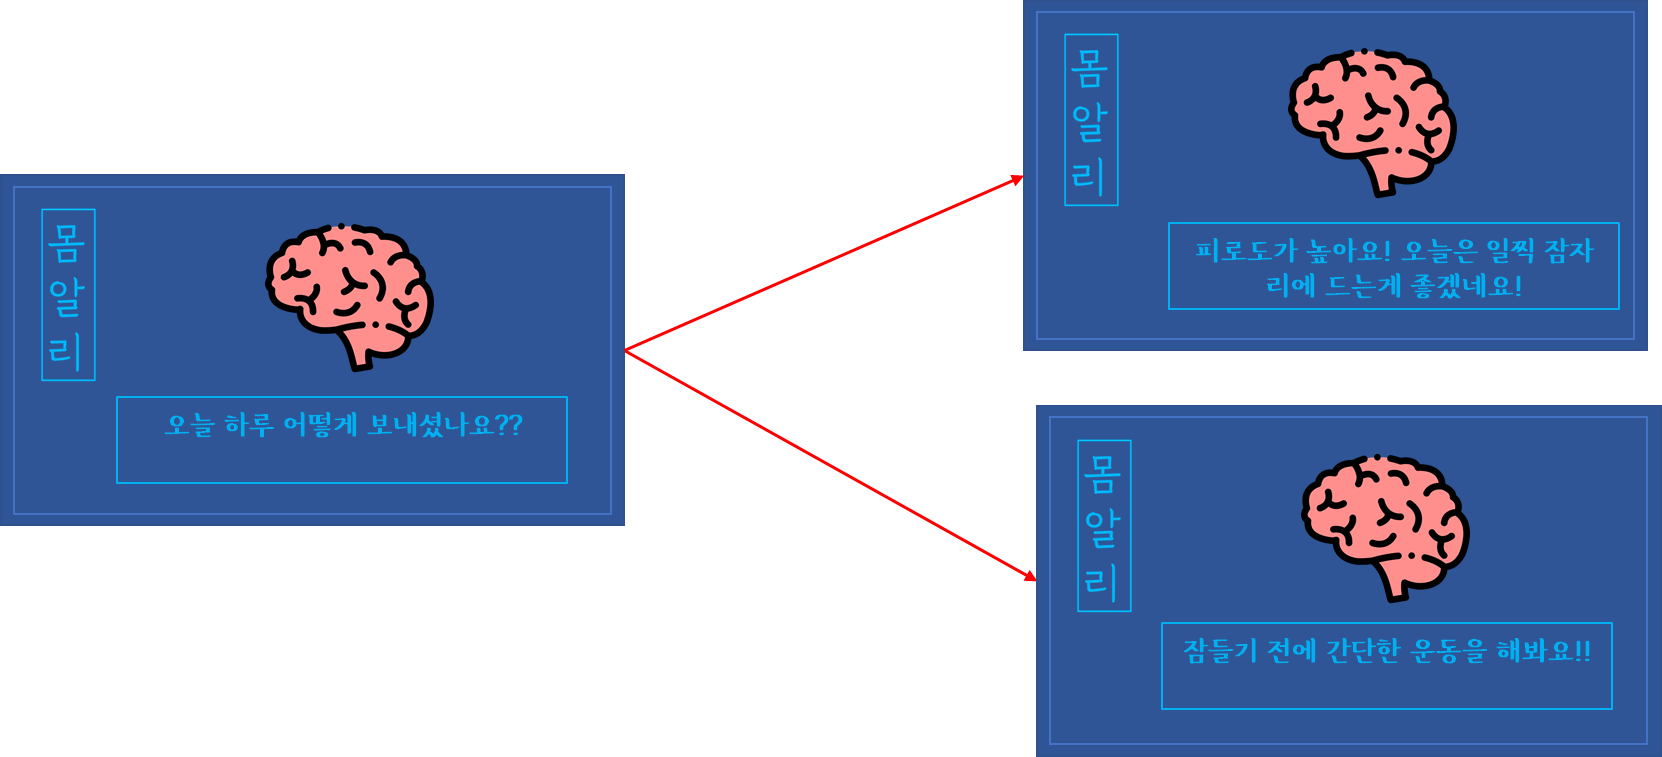 몸알리
오늘 하루 어떻게 보내셨나요??
몸알리
피로도가 높아요! 오늘은 일찍 잠자
리에 드는게 좋겠네요!
몸알리
잠들기 전에 간단한 운동을 해봐요!!